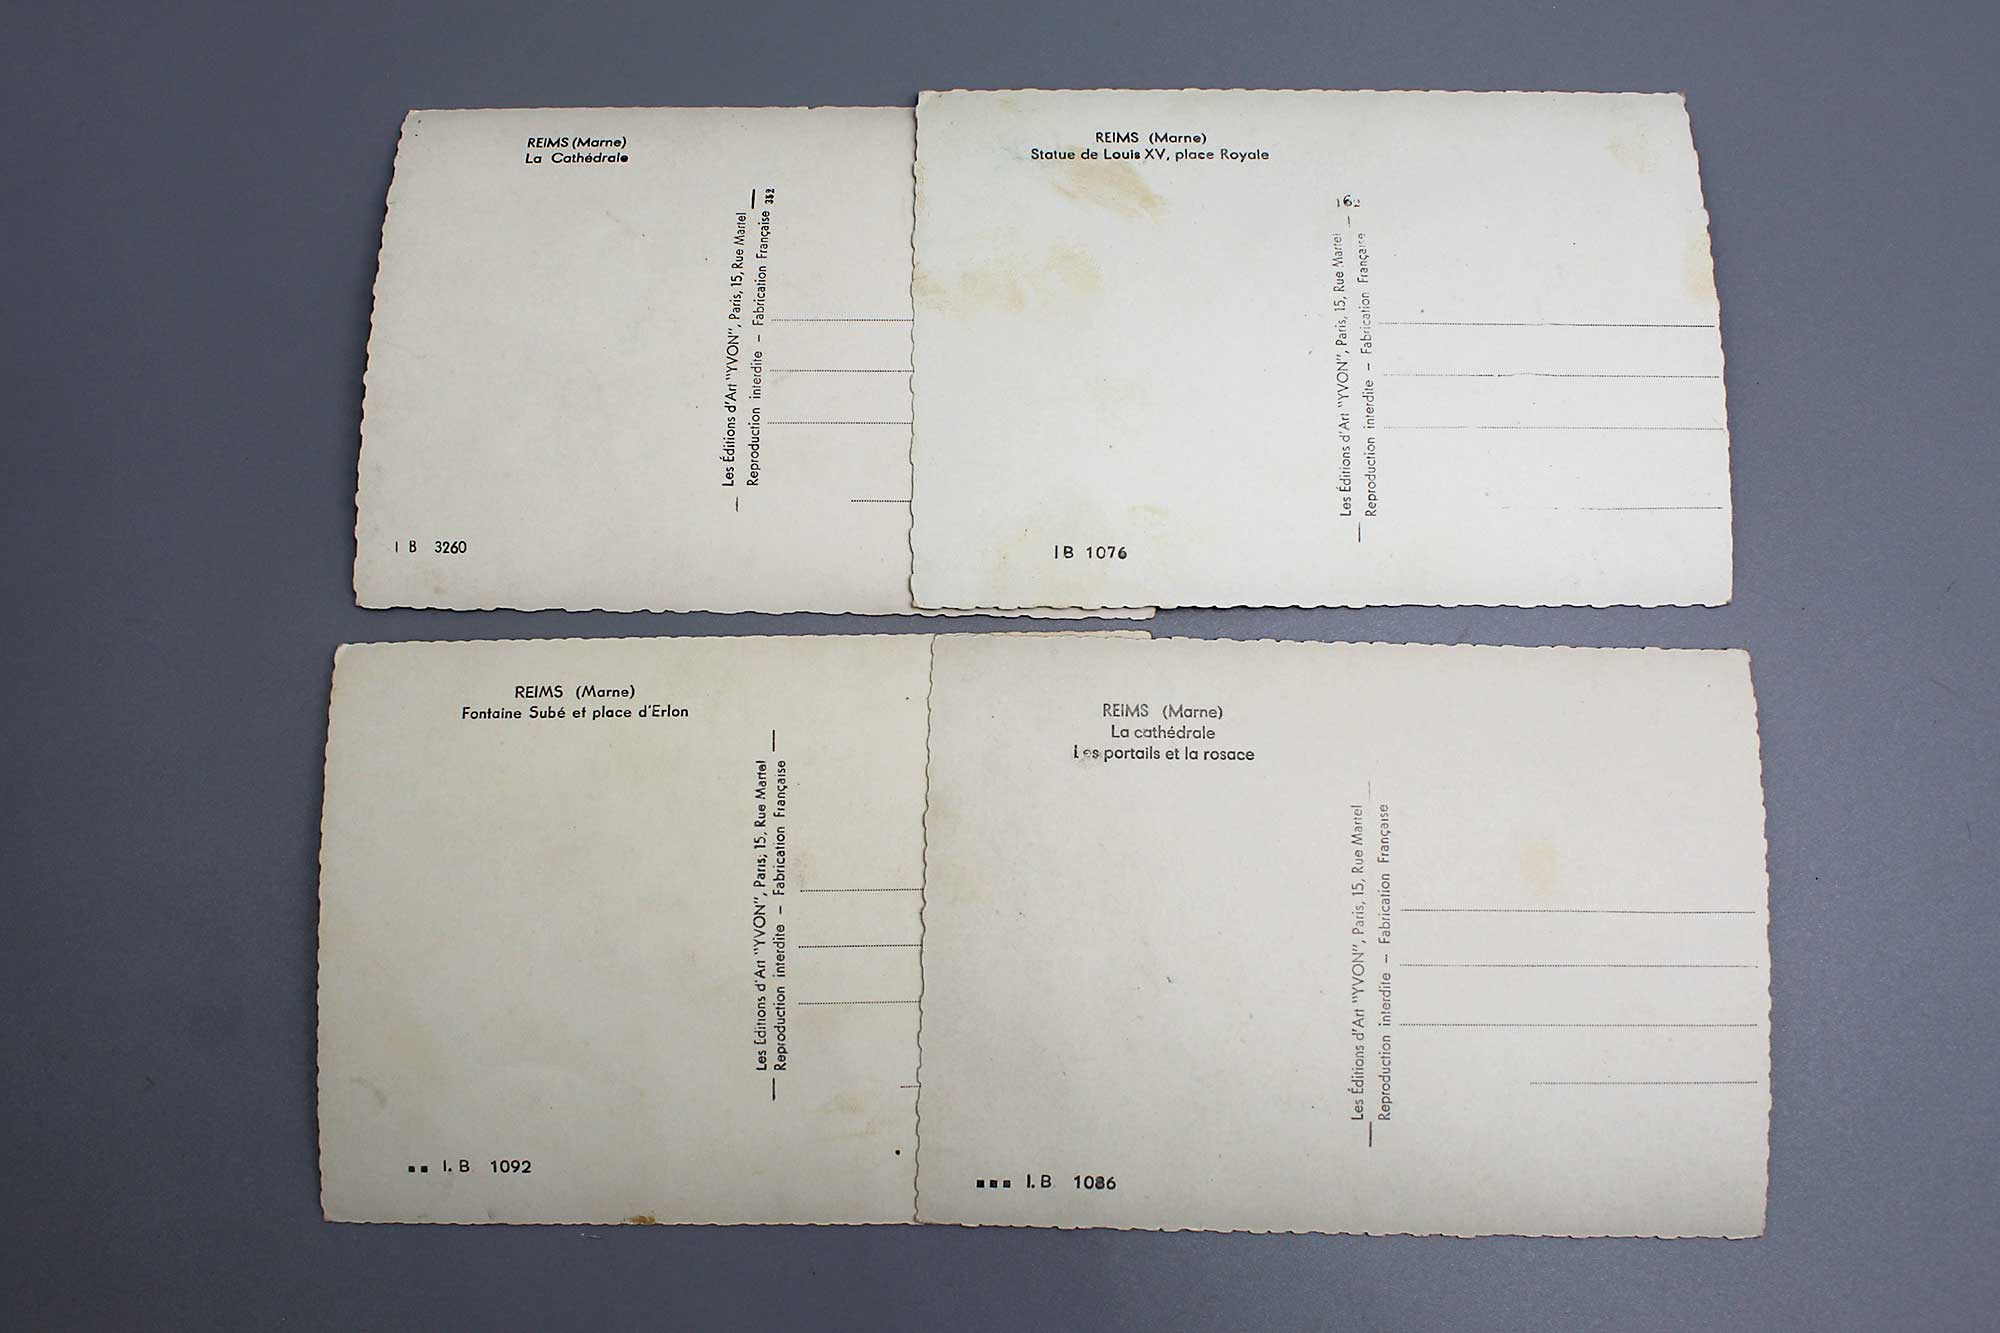 REIMS (Marne)
La Cathédrale
Les Éditions d'Art "YVON", Paris, 15, Rue Martel
Reproduction interdite – Fabrication Française 352
I B 3260
REIMS (Marne)
Statue de Louis XV, place Royale
162
Les Éditions d'Art "YVON", Paris, 15, Rue Martel
Reproduction interdite – Fabrication Française
I B 1076
REIMS (Marne)
Fontaine Subé et place d'Erlon
Les Éditions d'Art "YVON", Paris, 15, Rue Martel
Reproduction interdite – Fabrication Française
I. B 1092
REIMS (Marne)
La cathédrale
Les portails et la rosace
Les Éditions d'Art "YVON", Paris, 15, Rue Martel
Reproduction interdite – Fabrication Française
I. B 1086